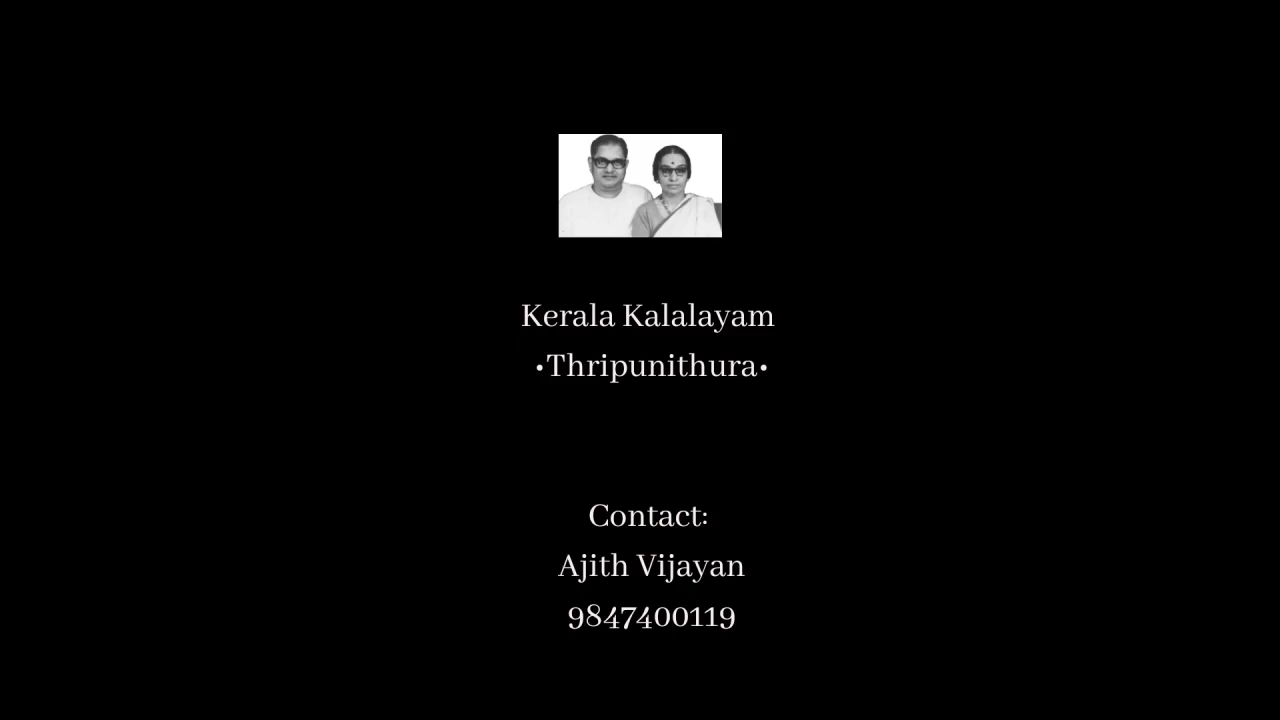 Kerala Kalalayam
•Thripunithura•
Contact:
Ajith Vijayan
9847400119